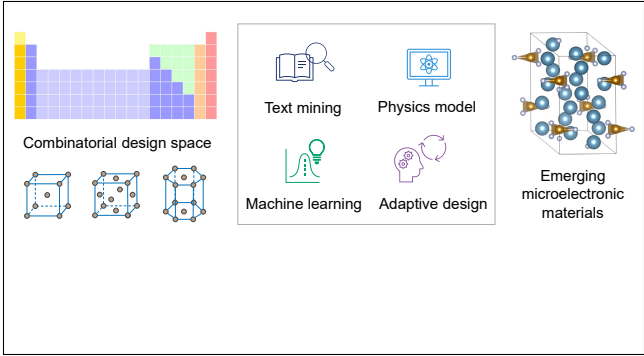 Combinatorial design space
Text mining
Physics model
Machine learning
Adaptive design
Emerging
microelectronic
materials